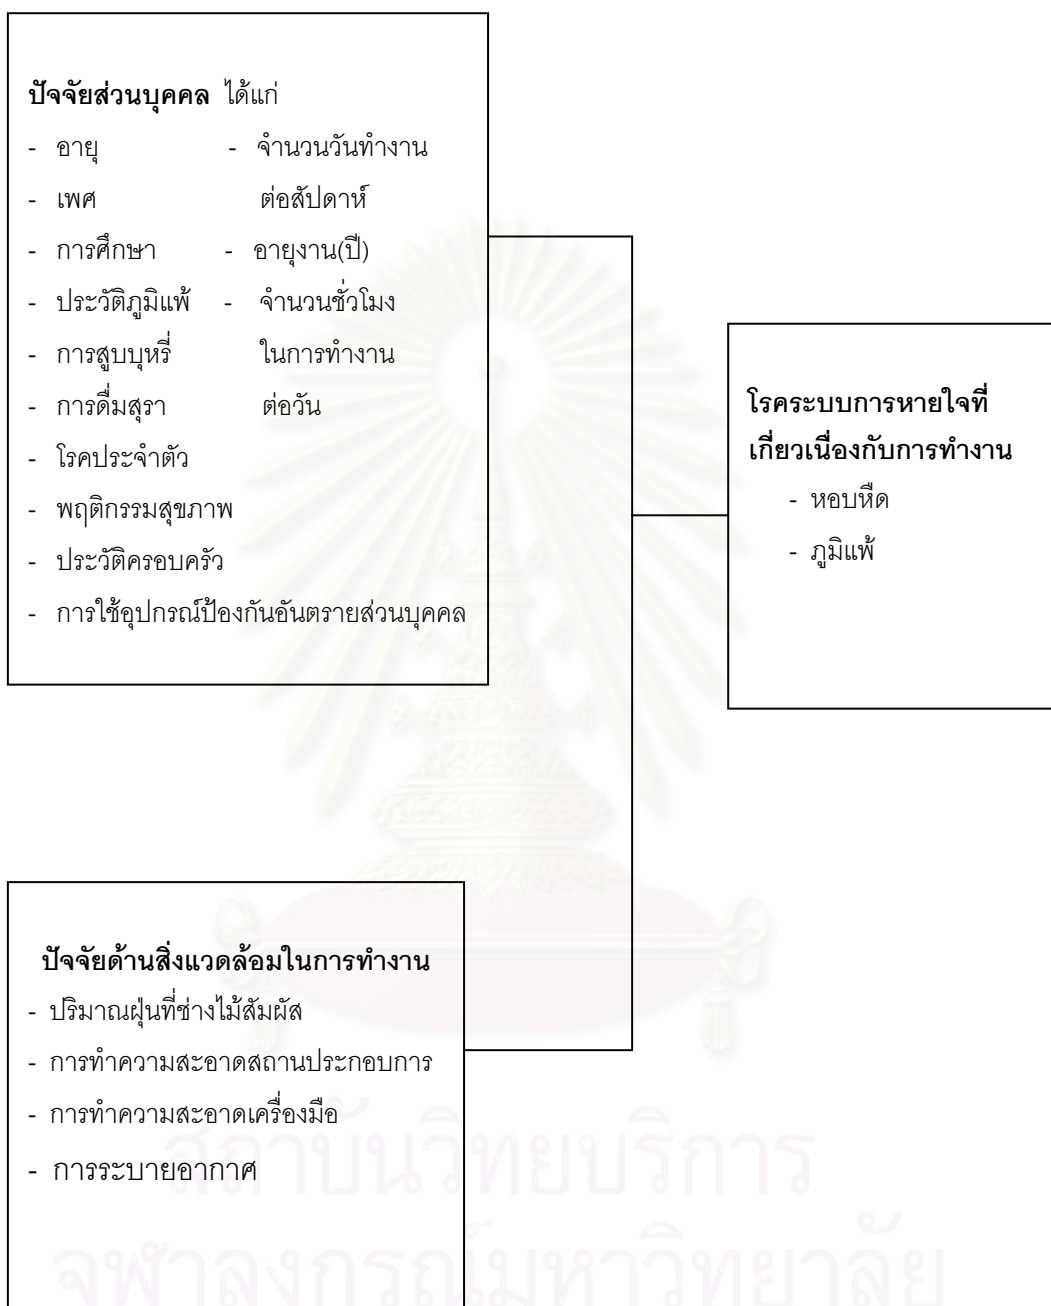 ปัจจัยส่วนบุคคล ได้แก่
- อายุ - จำนวนวันทำงาน
- เพศ ต่อสัปดาห์
- การศึกษา - อายุงาน(ปี)
- ประวัติภูมิแพ้ - จำนวนชั่วโมง
- การสูบบุหรี่ ในการทำงาน
- การดื่มสุรา ต่อวัน
- โรคประจำตัว
- พฤติกรรมสุขภาพ
- ประวัติครอบครัว
- การใช้อุปกรณ์ป้องกันอันตรายส่วนบุคคล
โรคระบบการหายใจที่
เกี่ยวเนื่องกับการทำงาน
- หอบหืด
- ภูมิแพ้
ปัจจัยด้านสิ่งแวดล้อมในการทำงาน
- ปริมาณฝุ่นที่ช่างไม้สัมผัส
- การทำความสะอาดสถานประกอบการ
- การทำความสะอาดเครื่องมือ
- การระบายอากาศ
สถาบันวิทยบริการ
จุฬาลงกรณ์มหาวิทยาลัย